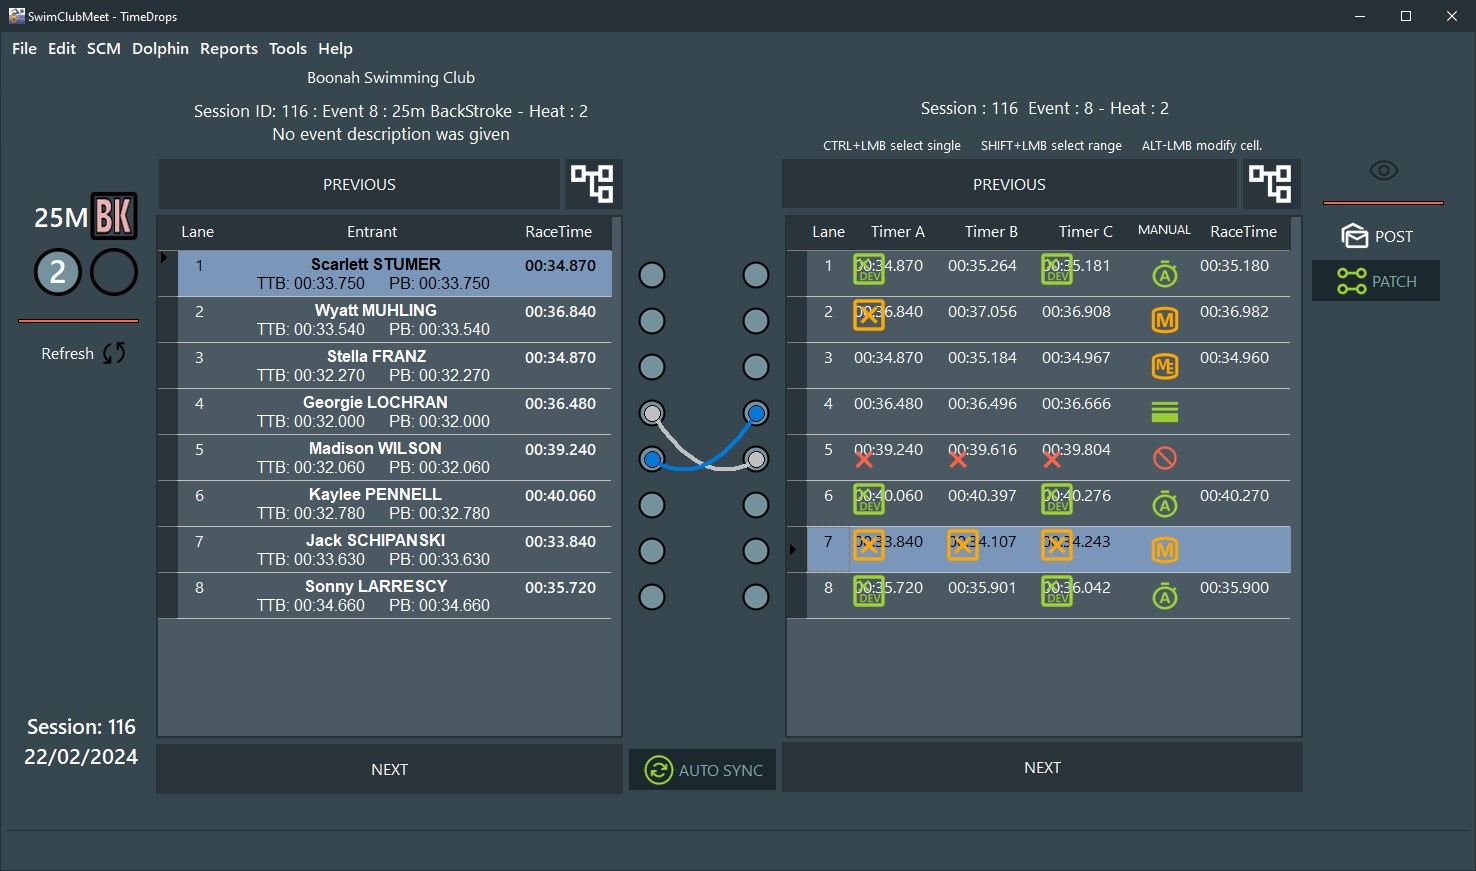 SwimClubMeet - TimeDrops
File Edit SCM Dolphin Reports Tools Help
Boonah Swimming Club
Session ID: 116 : Event 8 : 25m BackStroke - Heat : 2
No event description was given
Session : 116 Event : 8 - Heat : 2
CTRL+LMB select single SHIFT+LMB select range ALT-LMB modify cell.
PREVIOUS
PREVIOUS
25M BK
2
Refresh
Lane Entrant RaceTime
1 Scarlett STUMER 00:34.870
TTB: 00:33.750 PB: 00:33.750
2 Wyatt MUHLING 00:36.840
TTB: 00:33.540 PB: 00:33.540
3 Stella FRANZ 00:34.870
TTB: 00:32.270 PB: 00:32.270
4 Georgie LOCHRAN 00:36.480
TTB: 00:32.000 PB: 00:32.000
5 Madison WILSON 00:39.240
TTB: 00:32.060 PB: 00:32.060
6 Kaylee PENNELL 00:40.060
TTB: 00:32.780 PB: 00:32.780
7 Jack SCHIPANSKI 00:33.840
TTB: 00:33.630 PB: 00:33.630
8 Sonny LARRESCY 00:35.720
TTB: 00:34.660 PB: 00:34.660
Lane Timer A Timer B Timer C MANUAL RaceTime
1 00:34.870 00:35.264 00:35.181 A 00:35.180
DEV DEV
2 00:36.840 00:37.056 00:36.908 M 00:36.982
3 00:34.870 00:35.184 00:34.967 ME 00:34.960
4 00:36.480 00:36.496 00:36.666
5 00:39.240 00:39.616 00:39.804
6 00:40.060 00:40.397 00:40.276 A 00:40.270
DEV DEV
7 00:33.840 00:34.107 00:34.243 M
8 00:35.720 00:35.901 00:36.042 A 00:35.900
DEV DEV
POST
PATCH
Session: 116
22/02/2024
NEXT
AUTO SYNC
NEXT